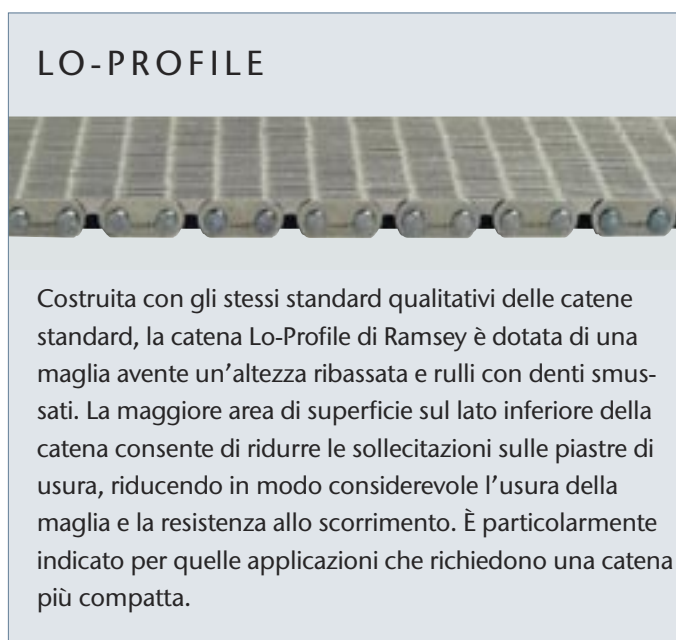 LO-PROFILE
Costruita con gli stessi standard qualitativi delle catene
standard, la catena Lo-Profile di Ramsey è dotata di una
maglia avente un’altezza ribassata e rulli con denti smus-
sati. La maggiore area di superficie sul lato inferiore della
catena consente di ridurre le sollecitazioni sulle piastre di
usura, riducendo in modo considerevole l’usura della
maglia e la resistenza allo scorrimento. È particolarmente
indicato per quelle applicazioni che richiedono una catena
più compatta.